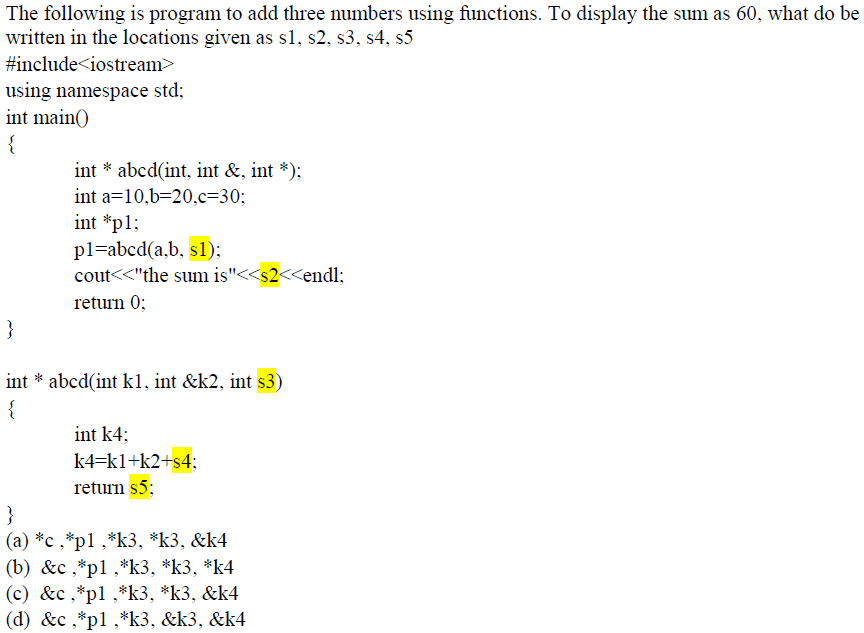 The following is program to add three numbers using functions. To display the sum as 60, what do be
written in the locations given as s1, s2, s3, s4, s5
#include<iostream>
using namespace std;
int main()
{
int * abcd(int, int &, int *);
int a=10,b=20,c=30;
int *p1;
p1=abcd(a,b, s1);
cout<<"the sum is"<<s2<<endl;
return 0;
}
int * abcd(int k1, int &k2, int s3)
{
int k4;
k4=k1+k2+s4;
return s5;
}
(a) *c ,*p1 ,*k3, *k3, &k4
(b) &c ,*p1 ,*k3, *k3, *k4
(c) &c ,*p1 ,*k3, *k3, &k4
(d) &c ,*p1 ,*k3, &k3, &k4